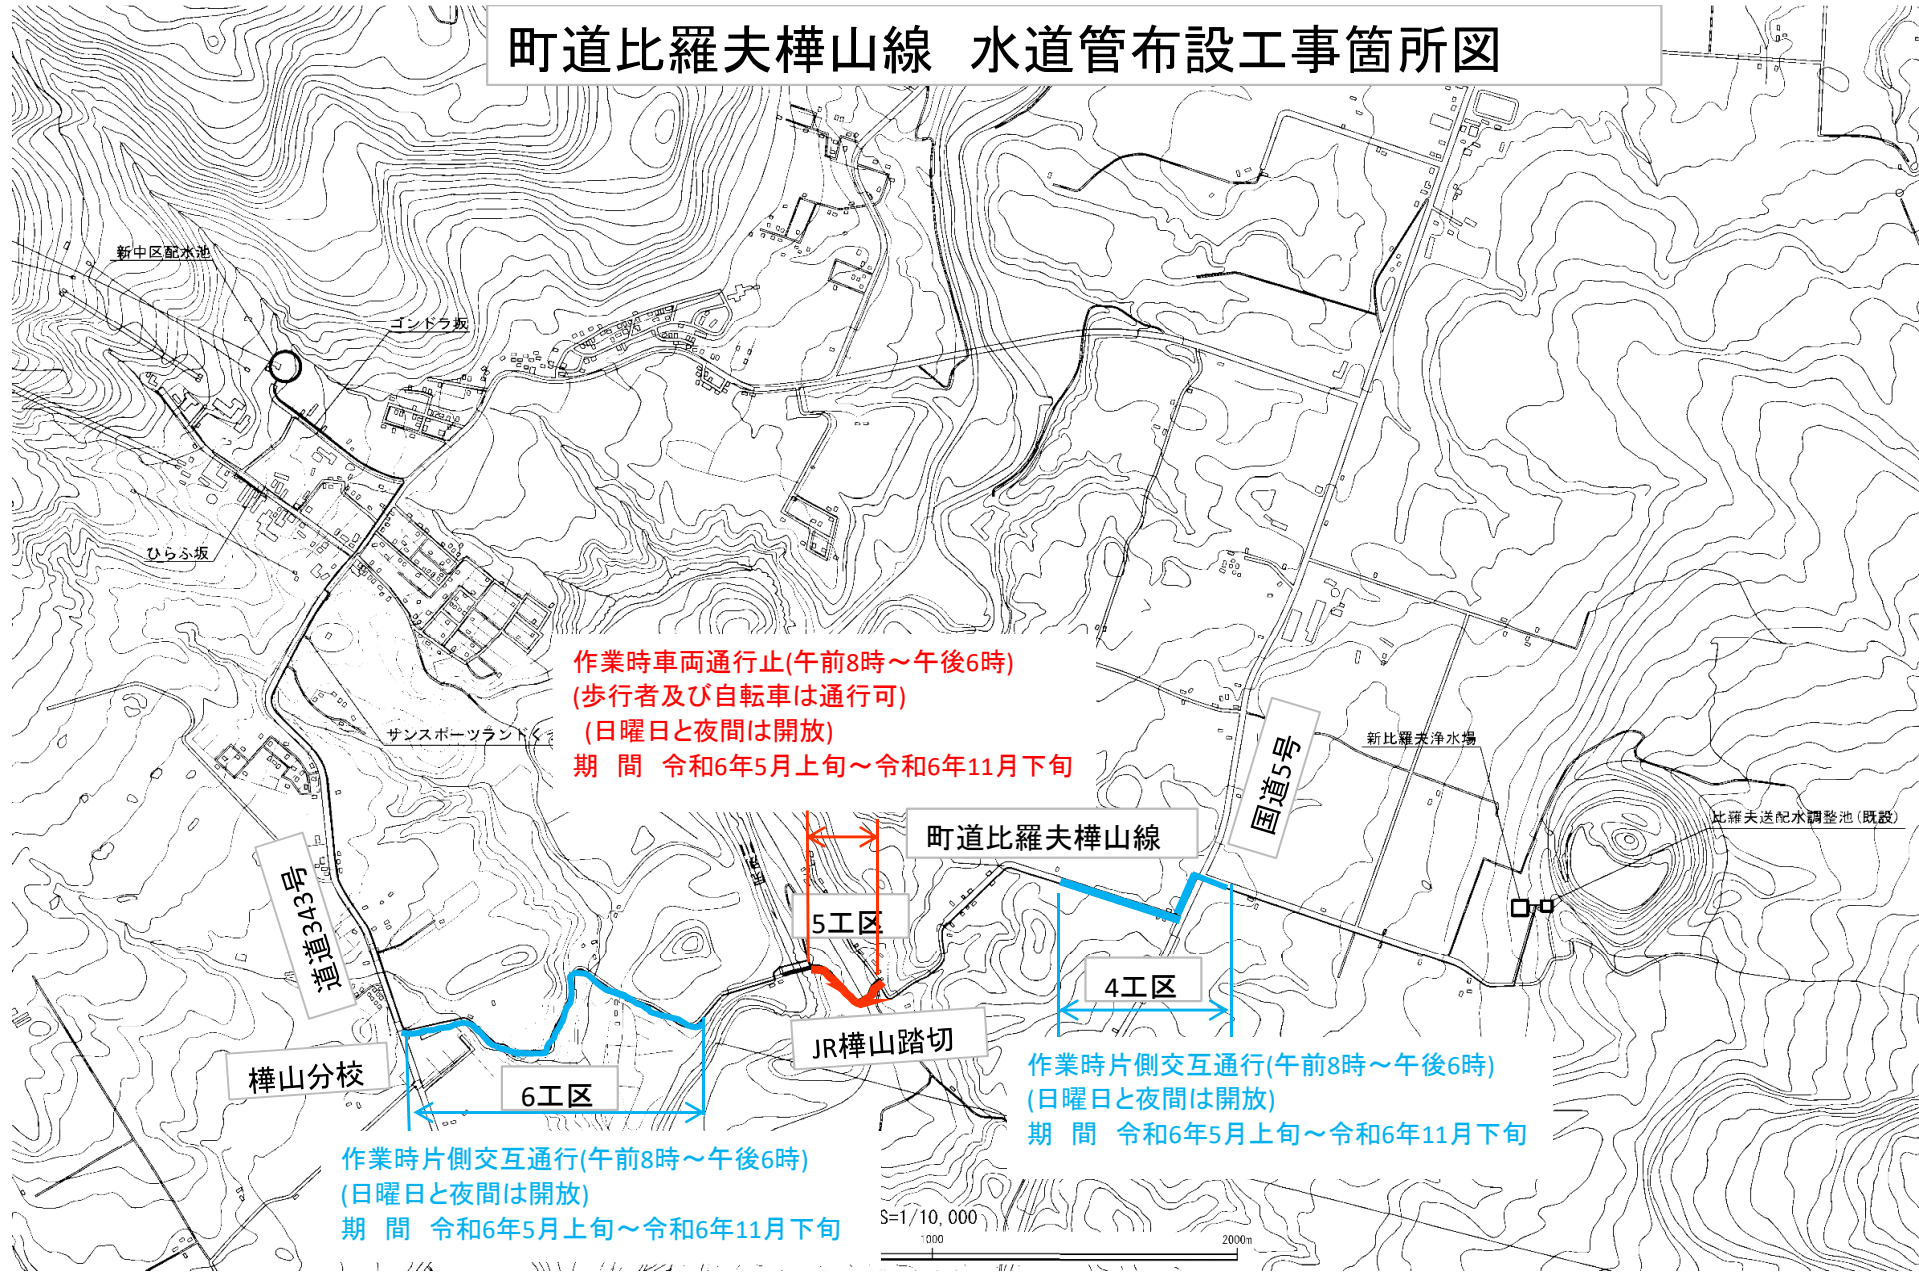 町道比羅夫樺山線　水道管布設工事箇所図
新中区配水池
ゴンドラ坂
ひらふ坂
サンスポーツランドくっ
作業時車両通行止(午前8時～午後6時)
(歩行者及び自転車は通行可)
(日曜日と夜間は開放)
期　間　令和6年5月上旬～令和6年11月下旬
国道5号
新比羅夫浄水場
比羅夫送配水調整池(既設)
町道比羅夫樺山線
道道343号
5工区
4工区
JR樺山踏切
樺山分校
6工区
作業時片側交互通行(午前8時～午後6時)
(日曜日と夜間は開放)
期　間　令和6年5月上旬～令和6年11月下旬
作業時片側交互通行(午前8時～午後6時)
(日曜日と夜間は開放)
期　間　令和6年5月上旬～令和6年11月下旬
S=1/10,000
1000
2000m